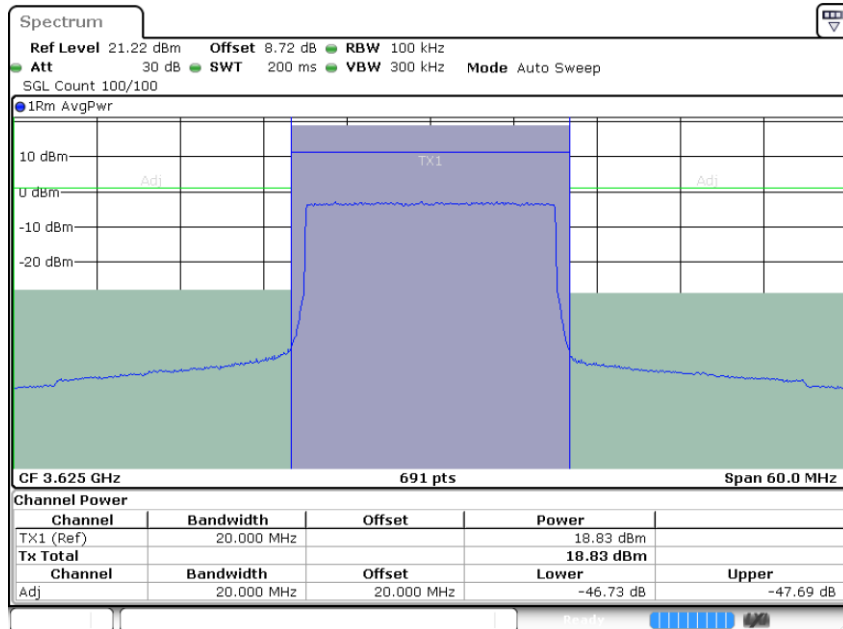 Spectrum
Ref Level 21.22 dBm Offset 8.72 dB RBW 100 kHz
Att 30 dB SWT 200 ms VBW 300 kHz Mode Auto Sweep
SGL Count 100/100
1Rm AvgPwr
10 dBm
TX1
Adj Adj
0 dBm
-10 dBm
-20 dBm
CF 3.625 GHz 691 pts Span 60.0 MHz
Channel Power
Channel Bandwidth Offset Power
TX1 (Ref) 20.000 MHz 18.83 dBm
Tx Total 18.83 dBm
Channel Bandwidth Offset Lower Upper
Adj 20.000 MHz 20.000 MHz -46.73 dB -47.69 dB
Ready